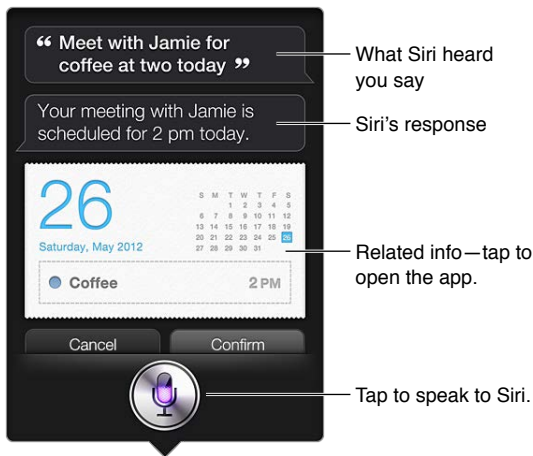 “ Meet with Jamie for
coffee at two today ”
What Siri heard
you say
Your meeting with Jamie is
scheduled for 2 pm today.
Siri's response
26
Saturday, May 2012
S M T W T F S
1 2 3 4 5
6 7 8 9 10 11 12
13 14 15 16 17 18 19
20 21 22 23 24 25 26
27 28 29 30 31
Related info—tap to
open the app.
Coffee 2 PM
Cancel Confirm
Tap to speak to Siri.